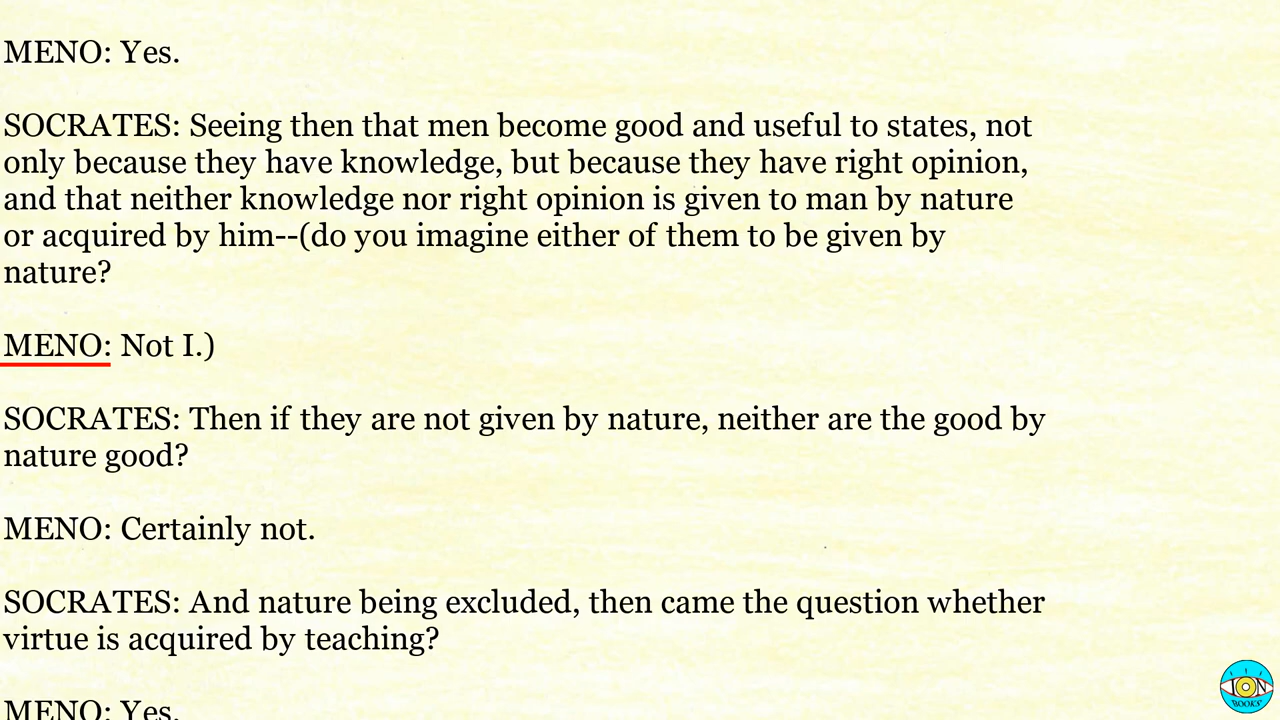 MENO: Yes.
SOCRATES: Seeing then that men become good and useful to states, not
only because they have knowledge, but because they have right opinion,
and that neither knowledge nor right opinion is given to man by nature
or acquired by him--(do you imagine either of them to be given by
nature?
MENO: Not I.)
SOCRATES: Then if they are not given by nature, neither are the good by
nature good?
MENO: Certainly not.
SOCRATES: And nature being excluded, then came the question whether
virtue is acquired by teaching?
MENO: Yes.
ION
BOOKS